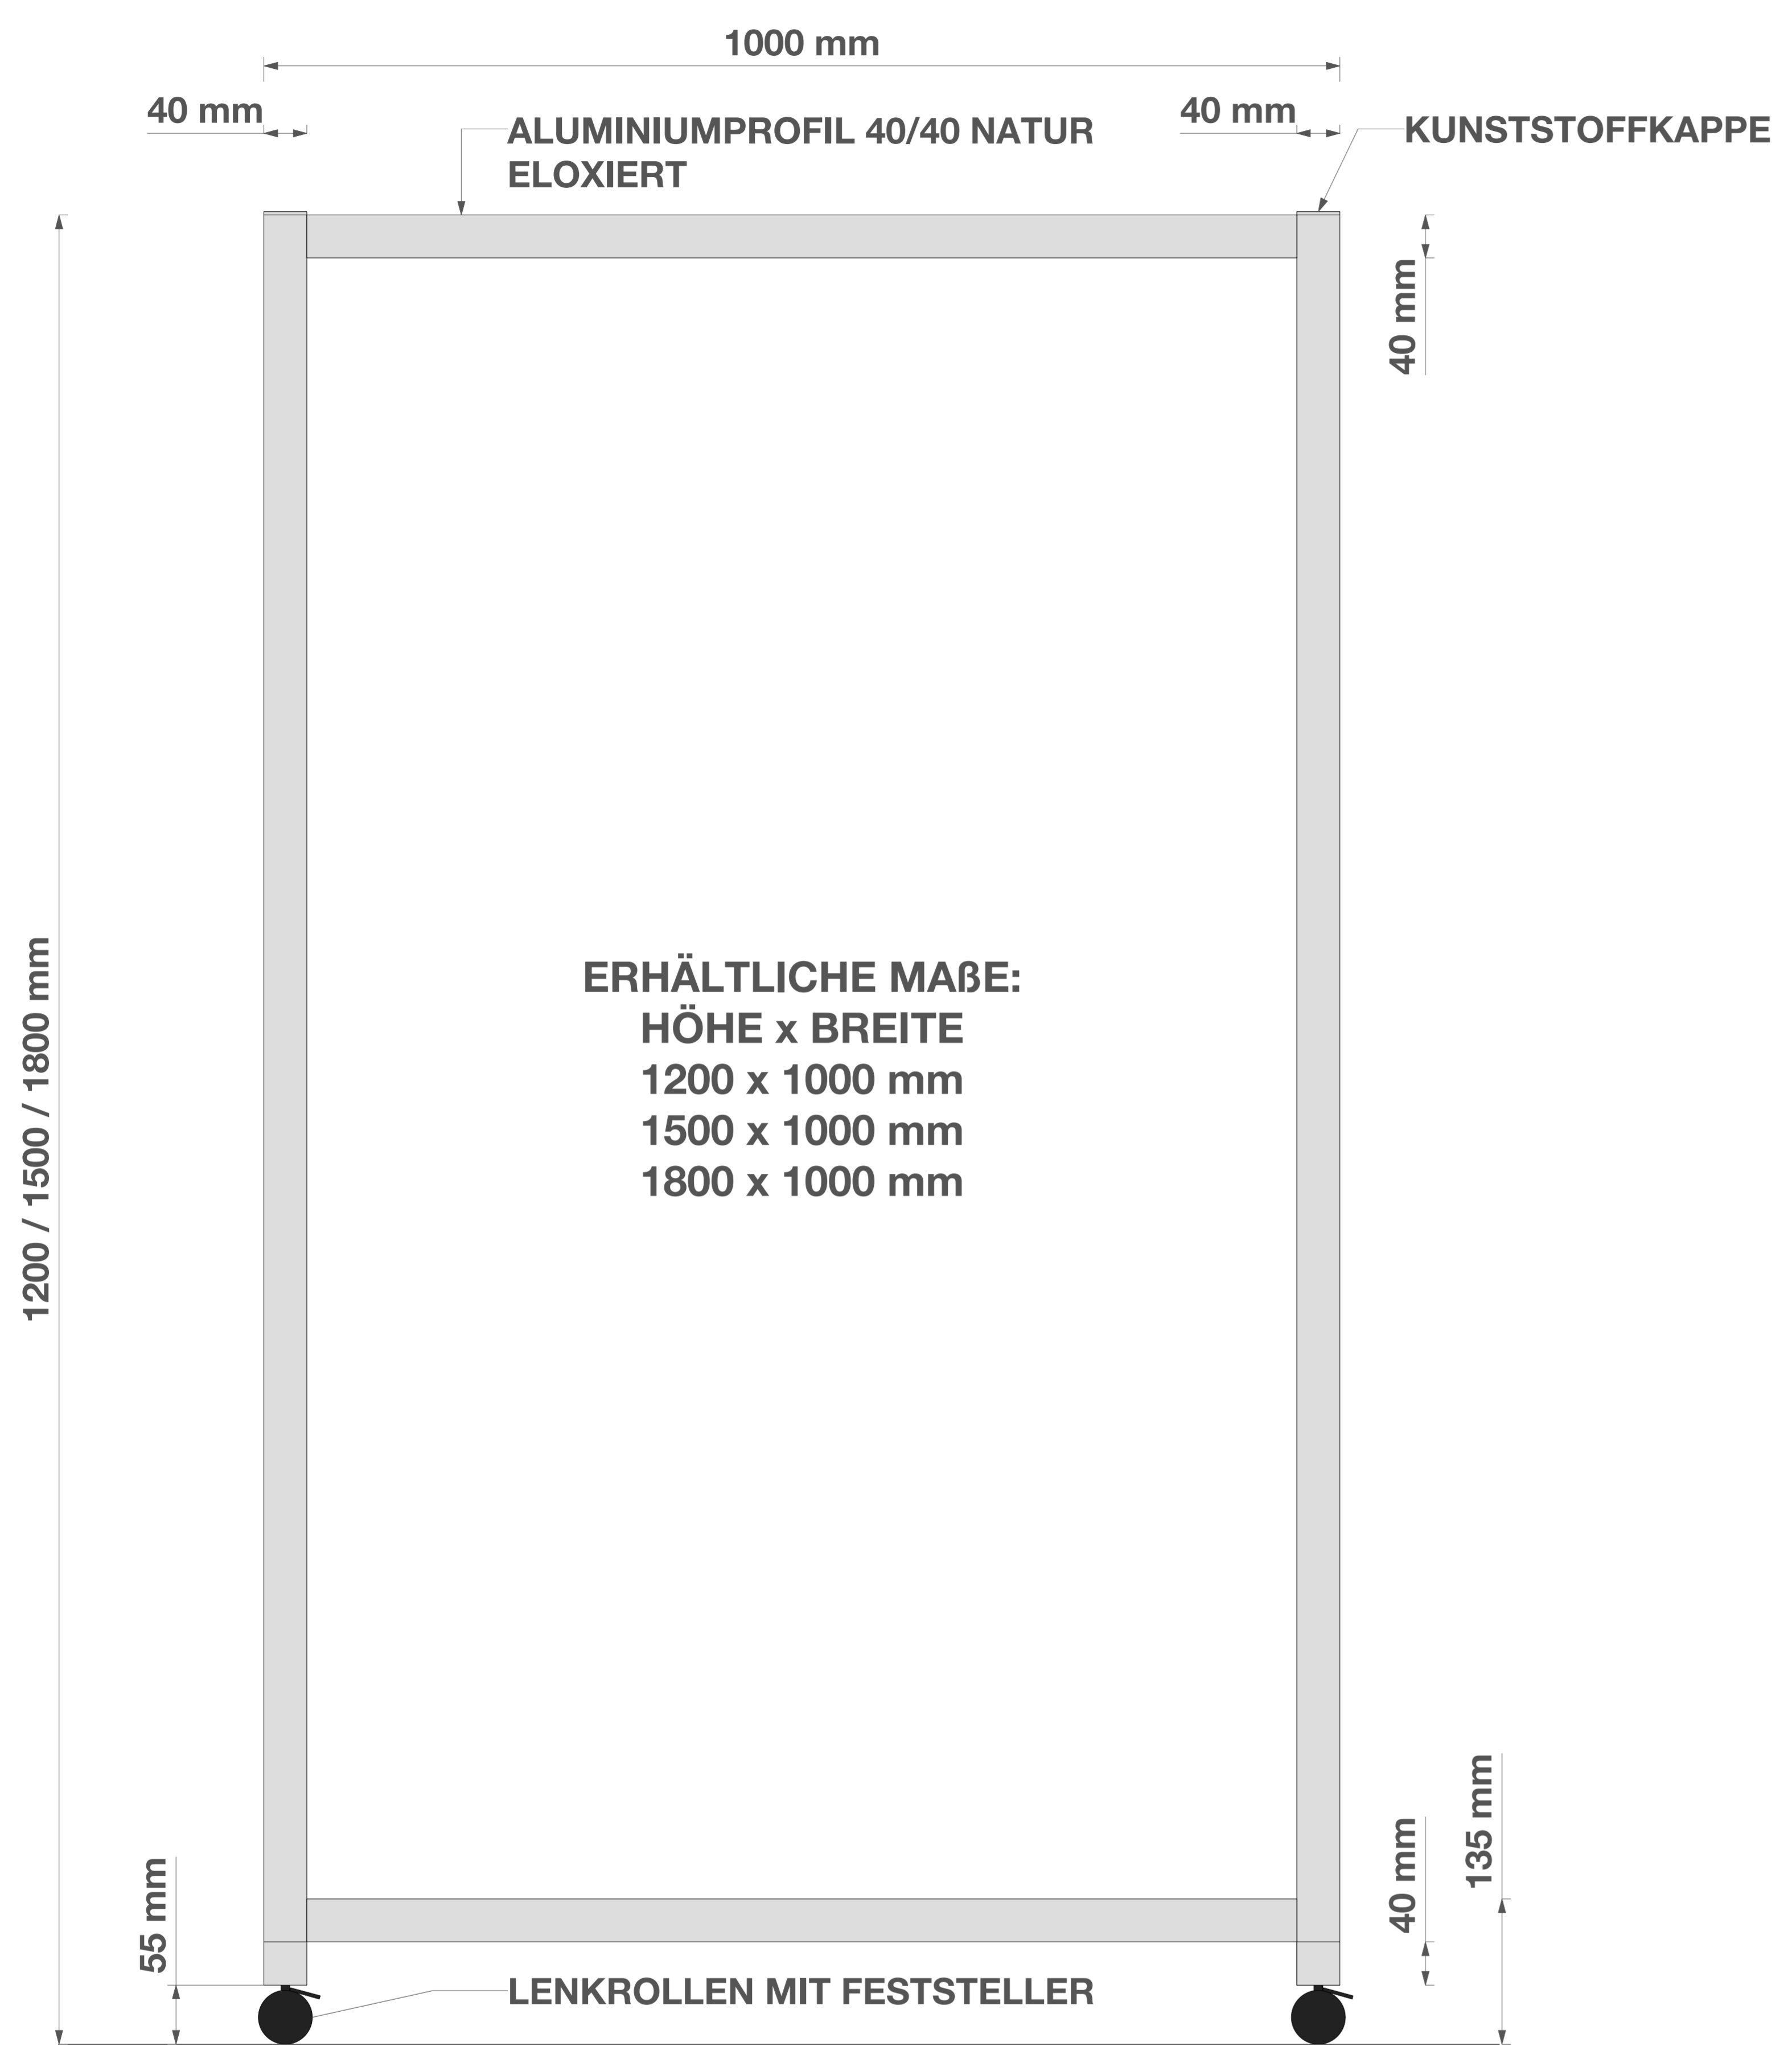 1000 mm
40 mm
ALUMINIUMPROFIL 40/40 NATUR
ELOXIERT
40 mm
KUNSTSTOFFKAPPE
40 mm
1200 / 1500 / 1800 mm
ERHÄLTLICHE MAßE:
HÖHE x BREITE
1200 x 1000 mm
1500 x 1000 mm
1800 x 1000 mm
55 mm
40 mm
135 mm
LENKROLLEN MIT FESTSTELLER